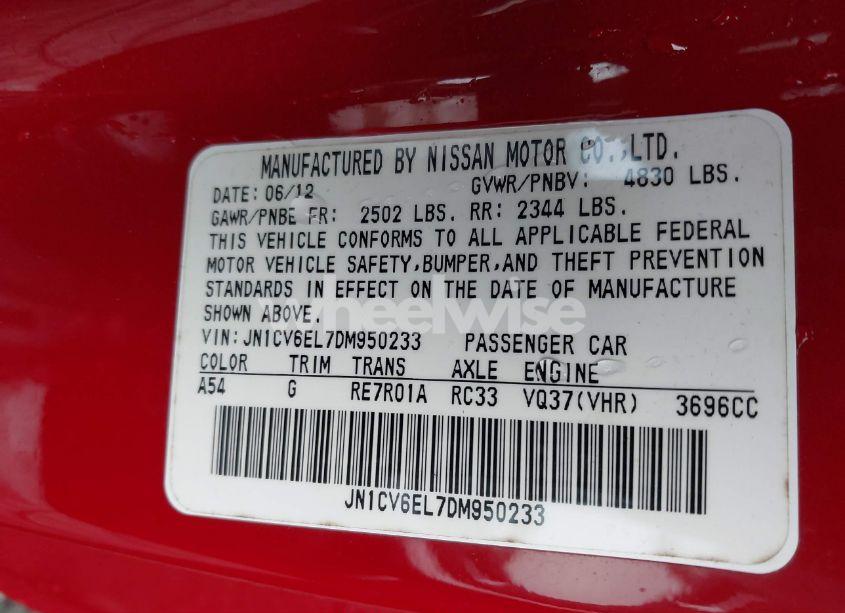 MANUFACTURED BY NISSAN MOTOR CO.,LTD.
DATE: 06/12 GVWR/PNBV: 4830 LBS.
GAWR/PNBE FR: 2502 LBS. RR: 2344 LBS.
THIS VEHICLE CONFORMS TO ALL APPLICABLE FEDERAL
MOTOR VEHICLE SAFETY,BUMPER,AND THEFT PREVENTION
STANDARDS IN EFFECT ON THE DATE OF MANUFACTURE
SHOWN ABOVE.
wheelwise
VIN:JN1CV6EL7DM950233 PASSENGER CAR
COLOR TRIM TRANS AXLE ENGINE
A54 G RE7R01A RC33 VQ37(VHR) 3696CC
JN1CV6EL7DM950233